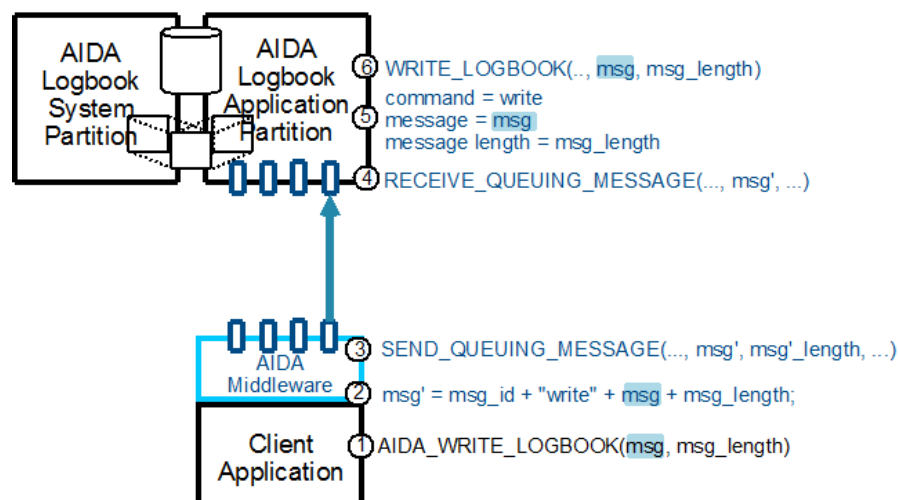 AIDA
Logbook
System
Partition
AIDA
Logbook
Application
Partition
6 WRITE_LOGBOOK(.., msg, msg_length)
command = write
5 message = msg
message length = msg_length
4 RECEIVE_QUEUING_MESSAGE(..., msg', ...)
AIDA
Middleware
3 SEND_QUEUING_MESSAGE(..., msg', msg'_length, ...)
2 msg' = msg_id + "write" + msg + msg_length;
Client
Application
1 AIDA_WRITE_LOGBOOK(msg, msg_length)